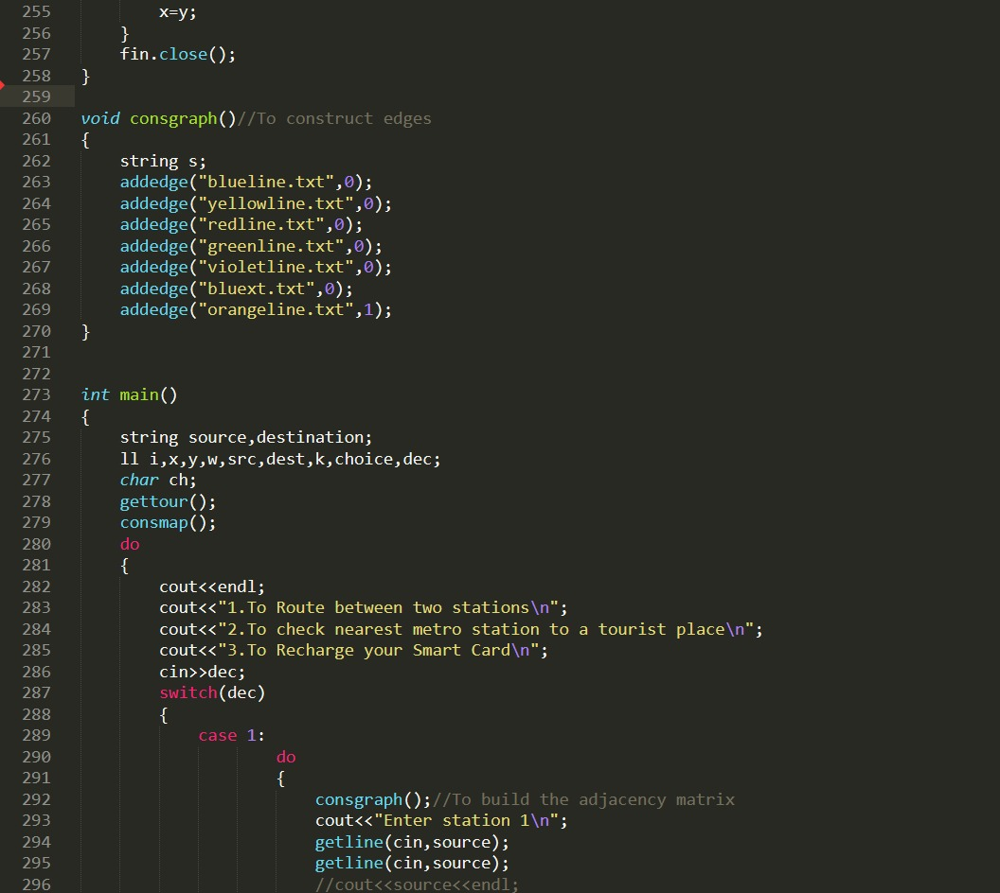 255 x=y;
256 }
257 fin.close();
258 }
259
260 void consgraph()//To construct edges
261 {
262 string s;
263 addedge("blueline.txt",0);
264 addedge("yellowline.txt",0);
265 addedge("redline.txt",0);
266 addedge("greenline.txt",0);
267 addedge("violetline.txt",0);
268 addedge("bluext.txt",0);
269 addedge("orangeline.txt",1);
270 }
271
272
273 int main()
274 {
275 string source,destination;
276 ll i,x,y,w,src,dest,k,choice,dec;
277 char ch;
278 gettour();
279 consmap();
280 do
281 {
282 cout<<endl;
283 cout<<"1.To Route between two stations\n";
284 cout<<"2.To check nearest metro station to a tourist place\n";
285 cout<<"3.To Recharge your Smart Card\n";
286 cin>>dec;
287 switch(dec)
288 {
289 case 1:
290 do
291 {
292 consgraph();//To build the adjacency matrix
293 cout<<"Enter station 1\n";
294 getline(cin,source);
295 getline(cin,source);
296 //cout<<source<<endl;